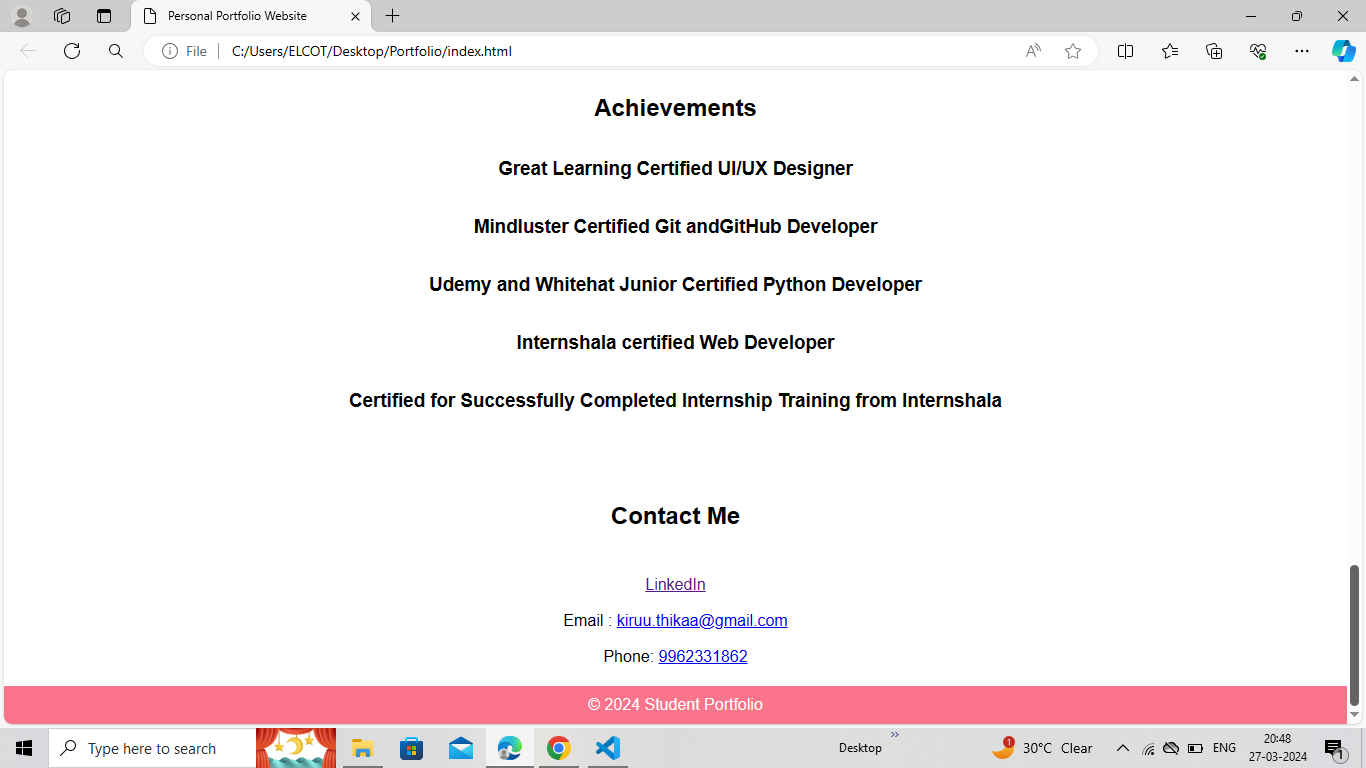 Personal Portfolio Website
File
C:/Users/ELCOT/Desktop/Portfolio/index.html
Achievements
Great Learning Certified UI/UX Designer
Mindluster Certified Git andGitHub Developer
Udemy and Whitehat Junior Certified Python Developer
Internshala certified Web Developer
Certified for Successfully Completed Internship Training from Internshala
Contact Me
LinkedIn
Email : kiruu.thikaa@gmail.com
Phone: 9962331862
© 2024 Student Portfolio
Type here to search
Desktop
1
30°C Clear
ENG
20:48
27-03-2024
1